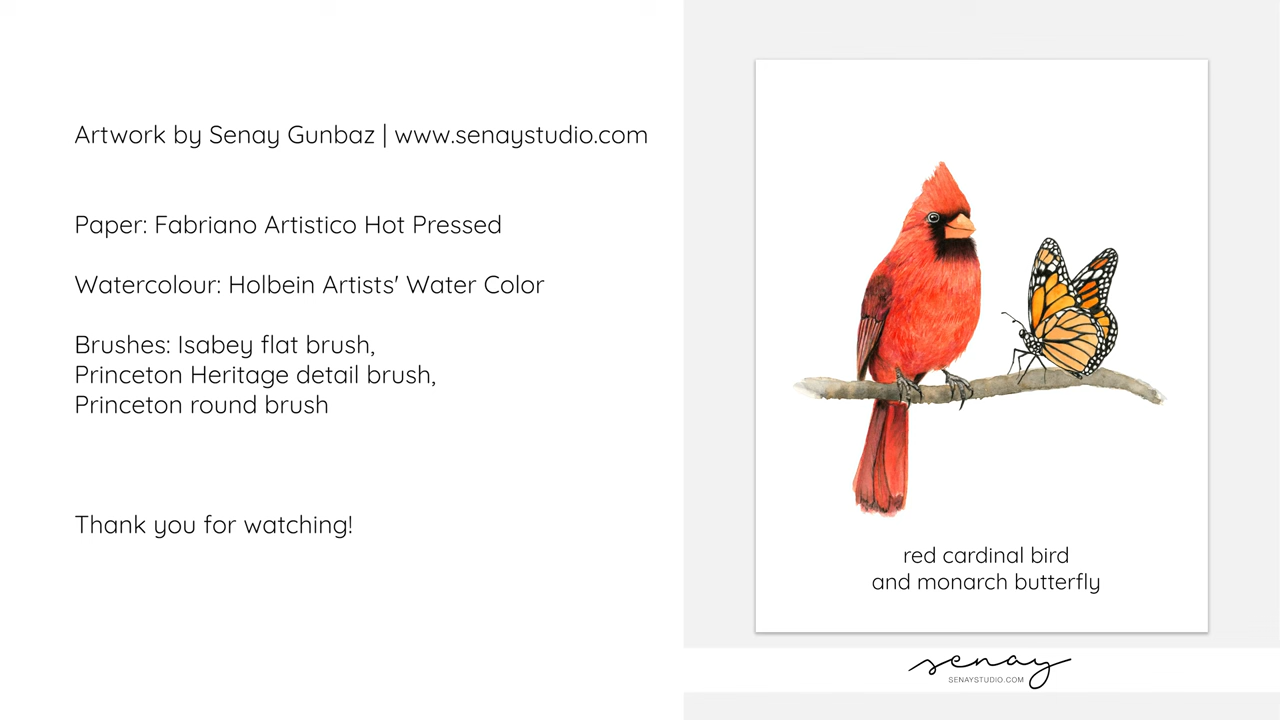 Artwork by Senay Gunbaz | www.senaystudio.com
Paper: Fabriano Artistico Hot Pressed
Watercolour: Holbein Artists' Water Color
Brushes: Isabey flat brush,
Princeton Heritage detail brush,
Princeton round brush
Thank you for watching!
red cardinal bird
and monarch butterfly
senay
SENAYSTUDIO.COM